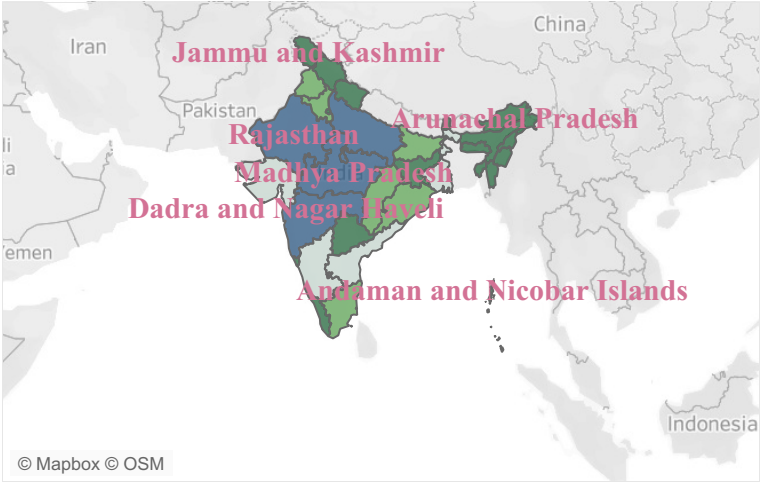 China
Iran
Jammu and Kashmir
Pakistan
Arunachal Pradesh
Rajasthan
Madhya Pradesh
Dadra and Nagar Haveli
Yemen
Andaman and Nicobar Islands
Indonesia
© Mapbox © OSM